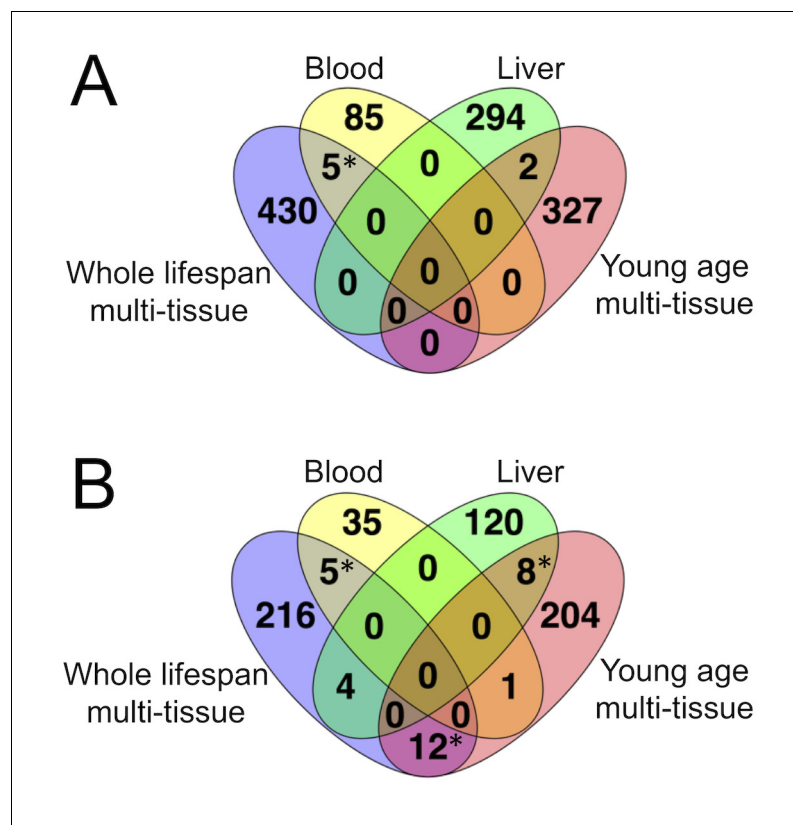 A
Blood Liver
85 294
5* 0 2
430 0 0 327
Whole lifespan
multi-tissue
0 0 0
Young age
multi-tissue
0 0
0
B
Blood Liver
35 120
5* 0 8*
216 0 0 204
Whole lifespan
multi-tissue
4 0 1
Young age
multi-tissue
0 0
12*